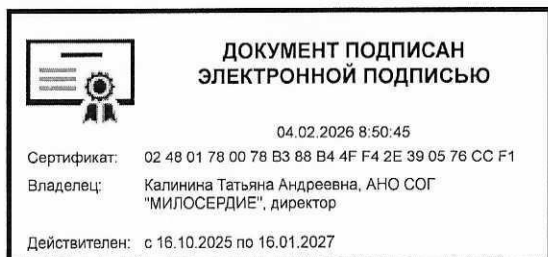 ДОКУМЕНТ ПОДПИСАН
ЭЛЕКТРОННОЙ ПОДПИСЬЮ
04.02.2026 8:50:45
Сертификат: 02 48 01 78 00 78 B3 88 B4 4F F4 2E 39 05 76 CC F1
Владелец: Калинина Татьяна Андреевна, АНО СОГ
"МИЛОСЕРДИЕ", директор
Действителен: с 16.10.2025 по 16.01.2027